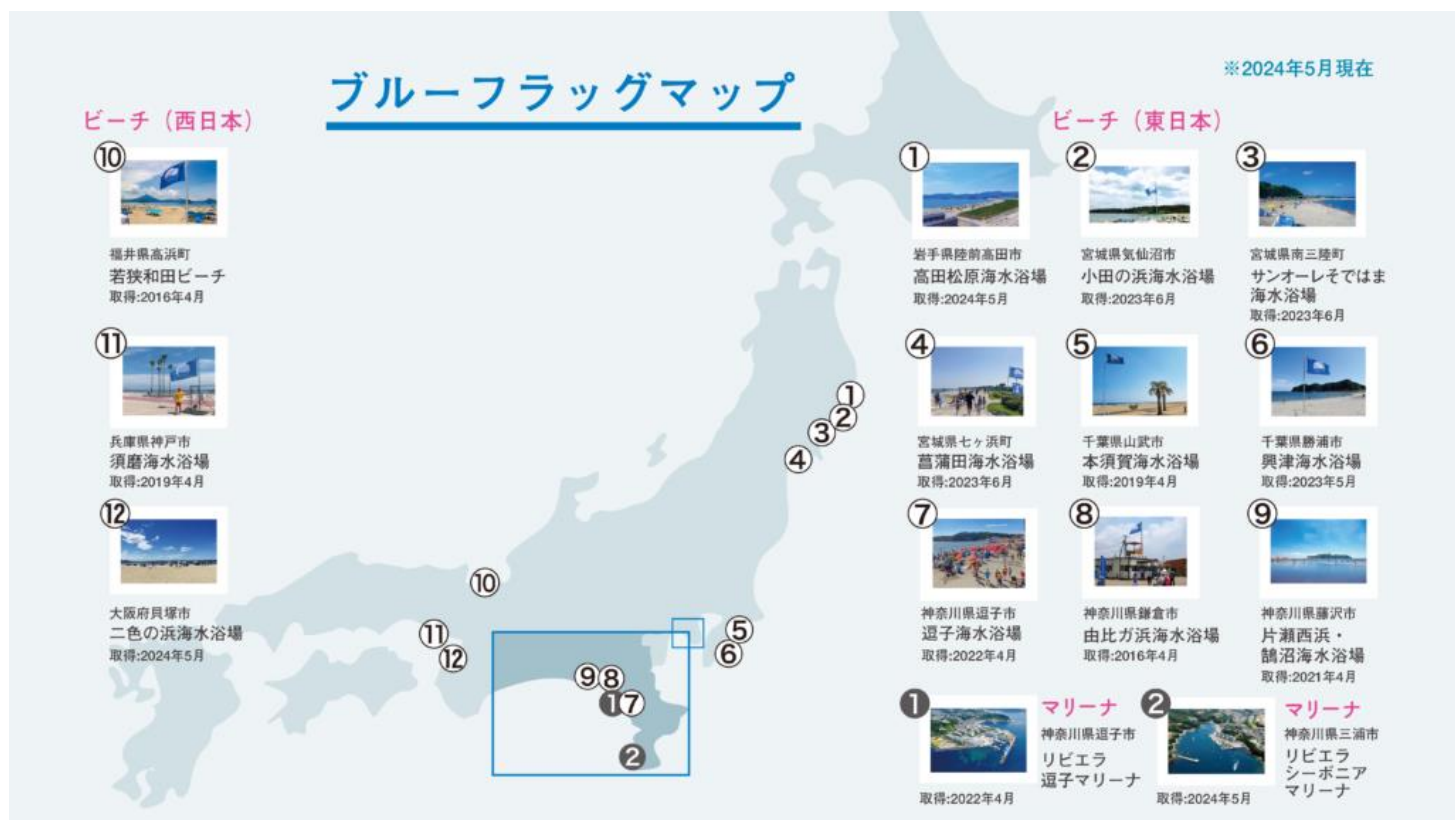 ブルーフラッグマップ
※2024年5月現在
ビーチ（西日本）
⑩
福井県高浜町
若狭和田ビーチ
取得:2016年4月
⑪
兵庫県神戸市
須磨海水浴場
取得:2019年4月
⑫
大阪府貝塚市
二色の浜海水浴場
取得:2024年5月
ビーチ（東日本）
①
岩手県陸前高田市
高田松原海水浴場
取得:2024年5月
②
宮城県気仙沼市
小田の浜海水浴場
取得:2023年6月
③
宮城県南三陸町
サンオーレそではま
海水浴場
取得:2023年6月
④
宮城県七ヶ浜町
菖蒲田海水浴場
取得:2023年6月
⑤
千葉県山武市
本須賀海水浴場
取得:2019年4月
⑥
千葉県勝浦市
興津海水浴場
取得:2023年5月
⑦
神奈川県逗子市
逗子海水浴場
取得:2022年4月
⑧
神奈川県鎌倉市
由比ガ浜海水浴場
取得:2016年4月
⑨
神奈川県藤沢市
片瀬西浜・
鵠沼海水浴場
取得:2021年4月
❶
マリーナ
神奈川県逗子市
リビエラ
逗子マリーナ
取得:2022年4月
❷
マリーナ
神奈川県三浦市
リビエラ
シーボニア
マリーナ
取得:2024年5月
①
②
③
④
⑩
⑪
⑫
⑤
⑥
⑨⑧
❶⑦
❷